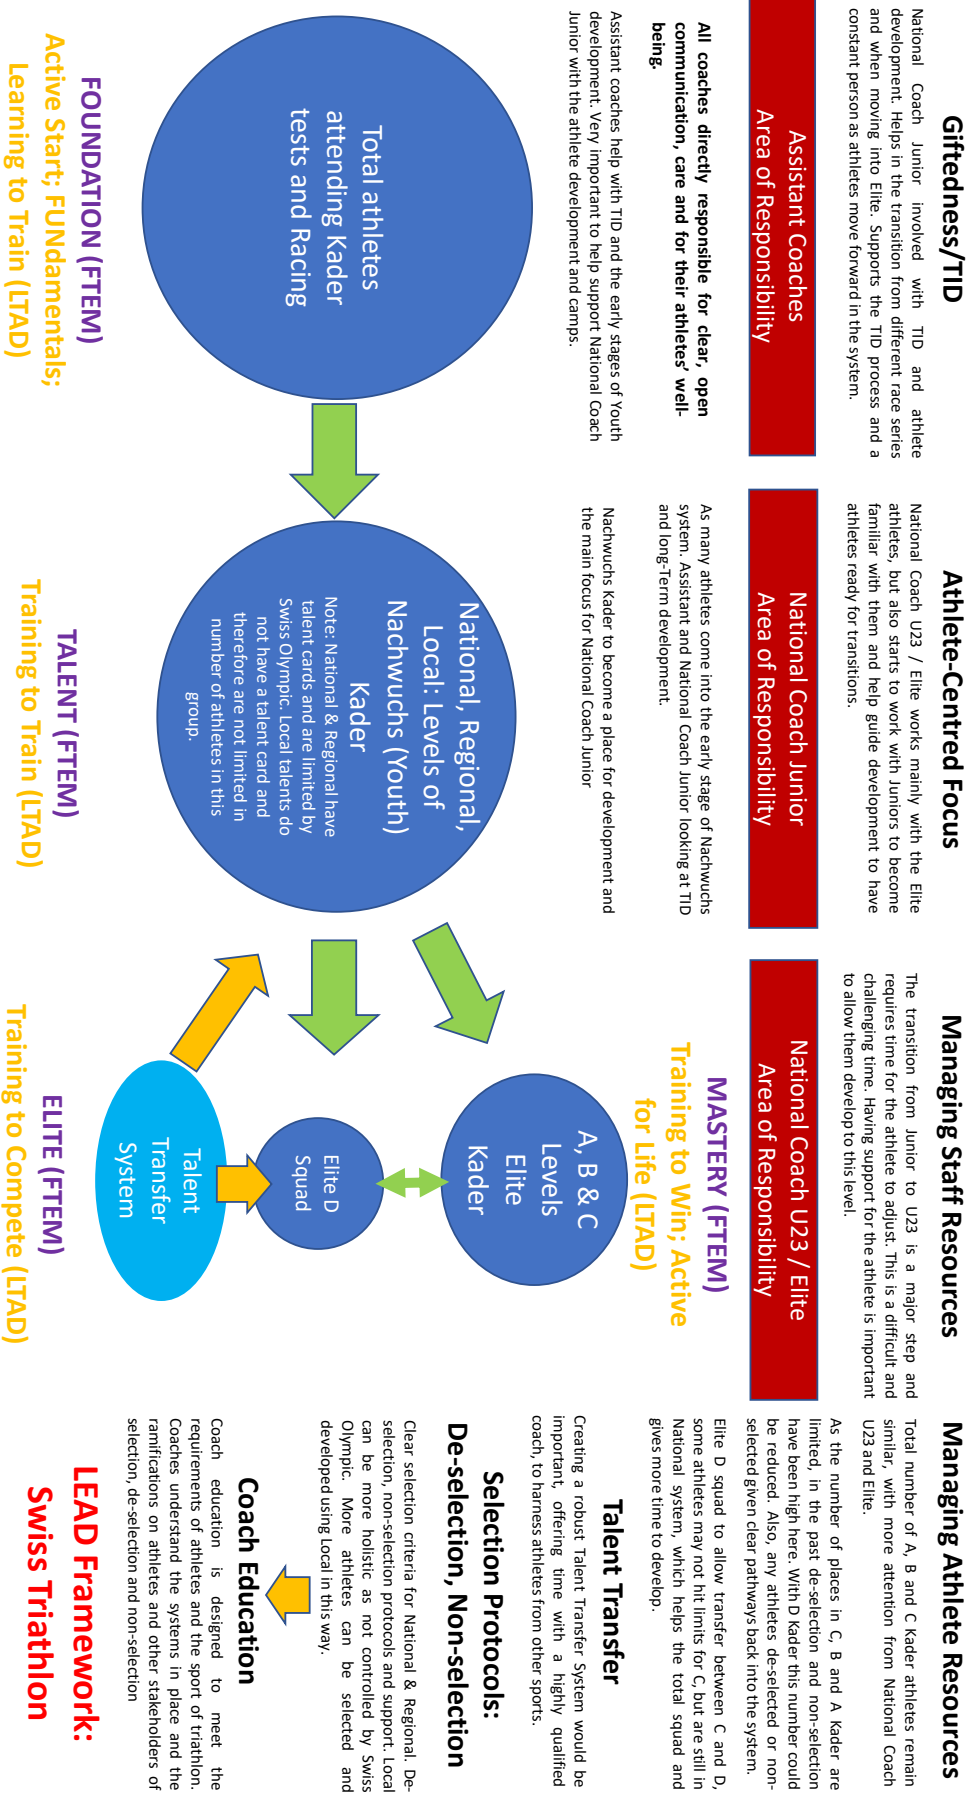 Giftedness/TID
National Coach Junior involved with TID and athlete
development. Helps in the transition from different race series
and when moving into Elite. Supports the TID process and a
constant person as athletes move forward in the system.
Athlete-Centred Focus
National Coach U23 / Elite works mainly with the Elite
athletes, but also starts to work with Juniors to become
familiar with them and help guide development to have
athletes ready for transitions.
Managing Staff Resources
The transition from Junior to U23 is a major step and
requires time for the athlete to adjust. This is a difficult and
challenging time. Having support for the athlete is important
to allow them develop to this level.
Managing Athlete Resources
Total number of A, B and C Kader athletes remain
similar, with more attention from National Coach
U23 and Elite.
As the number of places in C, B and A Kader are
limited, in the past de-selection and non-selection
have been high here. With D Kader this number could
be reduced. Also, any athletes de-selected or non-
selected given clear pathways back into the system.
Elite D squad to allow transfer between C and D,
some athletes may not hit limits for C, but are still in
National system, which helps the total squad and
gives more time to develop.
Assistant Coaches
Area of Responsibility
National Coach Junior
Area of Responsibility
National Coach U23 / Elite
Area of Responsibility
All coaches directly responsible for clear, open
communication, care and for their athletes' well-
being.
Assistant coaches help with TID and the early stages of Youth
development. Very important to help support National Coach
Junior with the athlete development and camps.
As many athletes come into the early stage of Nachwuchs
system. Assistant and National Coach Junior looking at TID
and long-Term development.
Nachwuchs Kader to become a place for development and
the main focus for National Coach Junior
MASTERY (FTEM)
Training to Win; Active
for Life (LTAD)
Talent Transfer
Creating a robust Talent Transfer System would be
important, offering time with a highly qualified
coach, to harness athletes from other sports.
Total athletes
attending Kader
tests and Racing
National, Regional,
Local: Levels of
Nachwuchs (Youth)
Kader
Note: National & Regional have
talent cards and are limited by
Swiss Olympic. Local talents do
not have a talent card and
therefore are not limited in
number of athletes in this
group.
A, B & C
Levels
Elite
Kader
Elite D
Squad
Talent
Transfer
System
Selection Protocols:
De-selection, Non-selection
Clear selection criteria for National & Regional. De-
selection, non-selection protocols and support. Local
can be more holistic as not controlled by Swiss
Olympic. More athletes can be selected and
developed using Local in this way.
Coach Education
Coach education is designed to meet the
requirements of athletes and the sport of triathlon.
Coaches understand the systems in place and the
ramifications on athletes and other stakeholders of
selection, de-selection and non-selection
FOUNDATION (FTEM)
Active Start; FUNdamentals;
Learning to Train (LTAD)
TALENT (FTEM)
Training to Train (LTAD)
ELITE (FTEM)
Training to Compete (LTAD)
LEAD Framework:
Swiss Triathlon